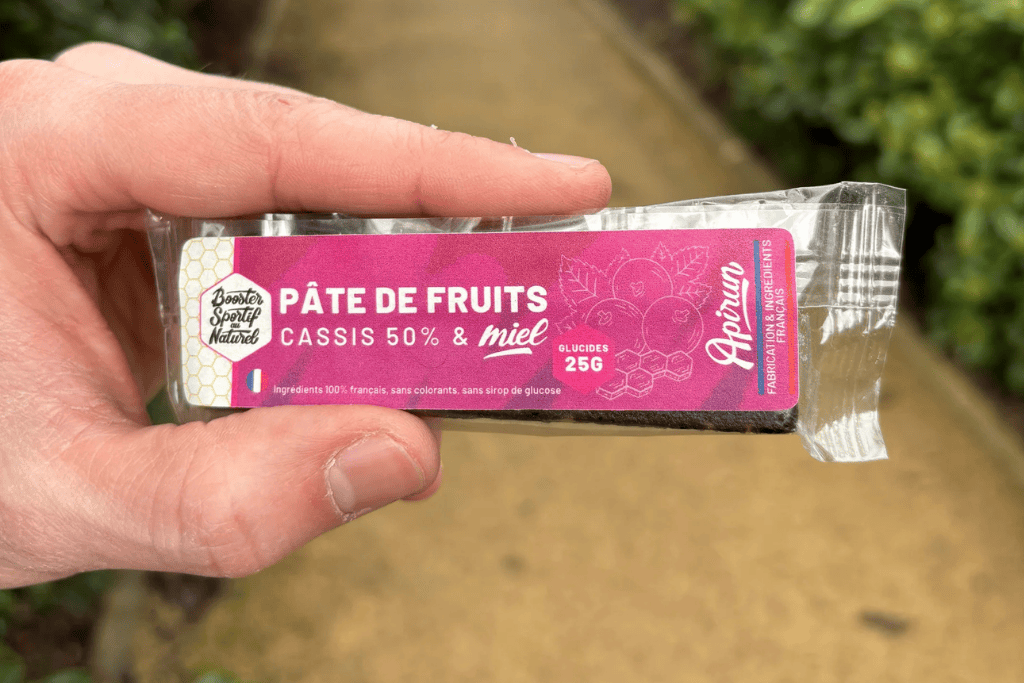 Booster
Sportif
au
Naturel
PÂTE DE FRUITS
CASSIS 50% & miel
GLUCIDES
25G
Ingrédients 100% français, sans colorants, sans sirop de glucose
Apirun
FABRICATION & INGREDIENTS
FRANÇAIS